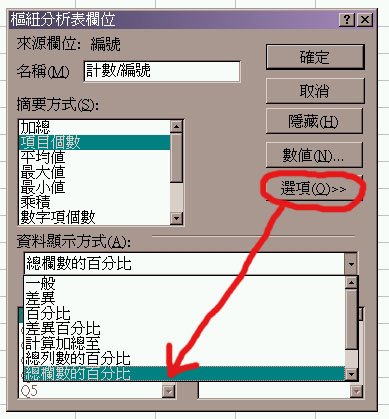 樞紐分析表欄位
來源欄位: 編號
名稱(M) 計數/編號
確定
取消
隱藏(H)
數值(N)...
選項(O)>>
摘要方式(S):
加總
項目個數
平均值
最大值
最小值
乘積
數字項個數
資料顯示方式(A):
總欄數的百分比
一般
差異
百分比
差異百分比
計算加總至
總列數的百分比
總欄數的百分比
Q5